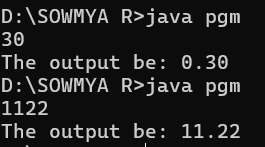 D:\SOWMYA R>java pgm
30
The output be: 0.30
D:\SOWMYA R>java pgm
1122
The output be: 11.22